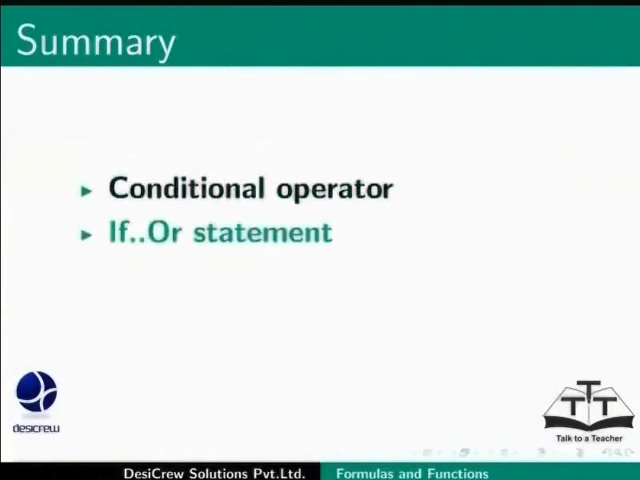 Summary
Conditional operator
If..Or statement
desicrew
T T T
Talk to a Teacher
DesiCrew Solutions Pvt.Ltd. Formulas and Functions